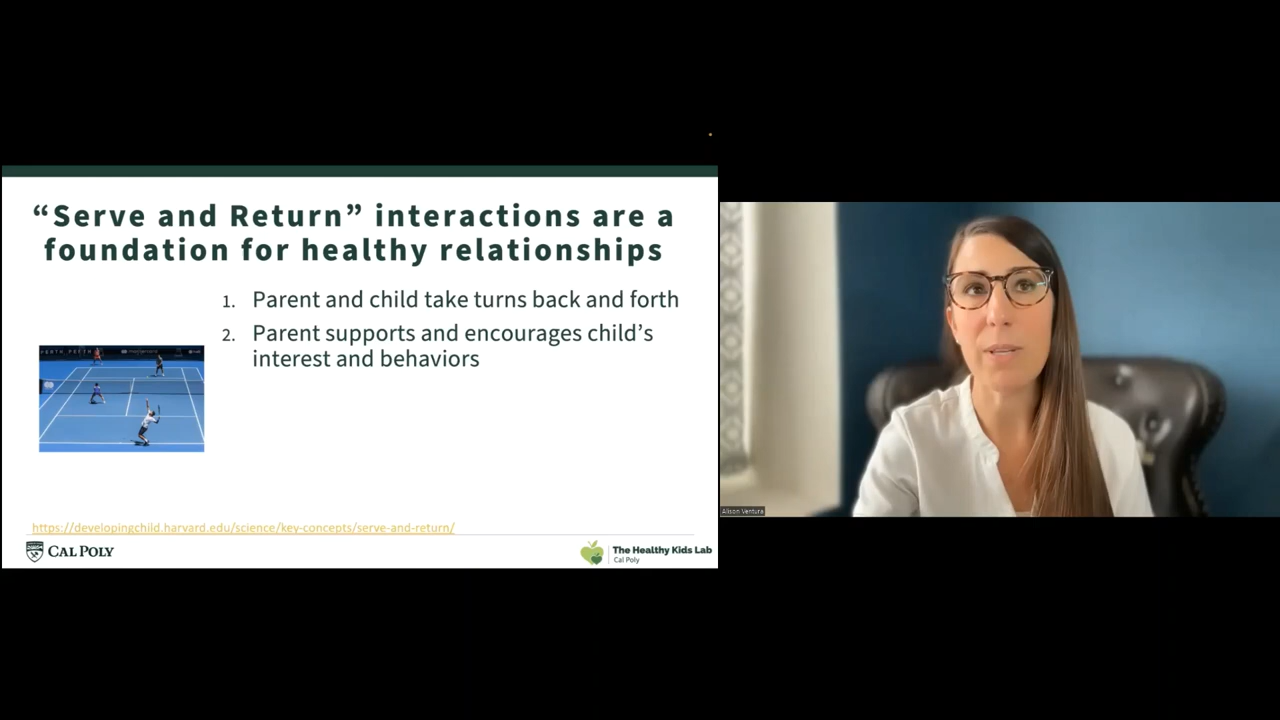 “Serve and Return” interactions are a
foundation for healthy relationships
1. Parent and child take turns back and forth
2. Parent supports and encourages child’s
interest and behaviors
https://developingchild.harvard.edu/science/key-concepts/serve-and-return/
CAL POLY
The Healthy Kids Lab
Cal Poly
Alison Ventura